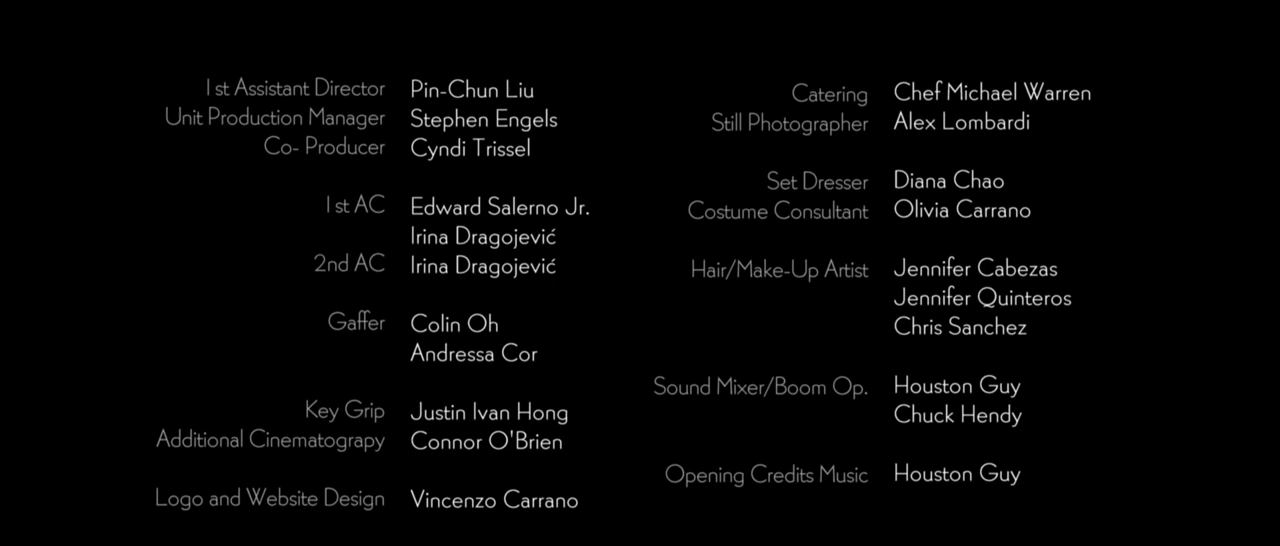 1st Assistant Director Pin-Chun Liu
Unit Production Manager Stephen Engels
Co- Producer Cyndi Trissel
1st AC Edward Salerno Jr.
Irina Dragojević
2nd AC Irina Dragojević
Gaffer Colin Oh
Andressa Cor
Key Grip Justin Ivan Hong
Additional Cinematograpy Connor O'Brien
Logo and Website Design Vincenzo Carrano
Catering Chef Michael Warren
Still Photographer Alex Lombardi
Set Dresser Diana Chao
Costume Consultant Olivia Carrano
Hair/Make-Up Artist Jennifer Cabezas
Jennifer Quinteros
Chris Sanchez
Sound Mixer/Boom Op. Houston Guy
Chuck Hendy
Opening Credits Music Houston Guy